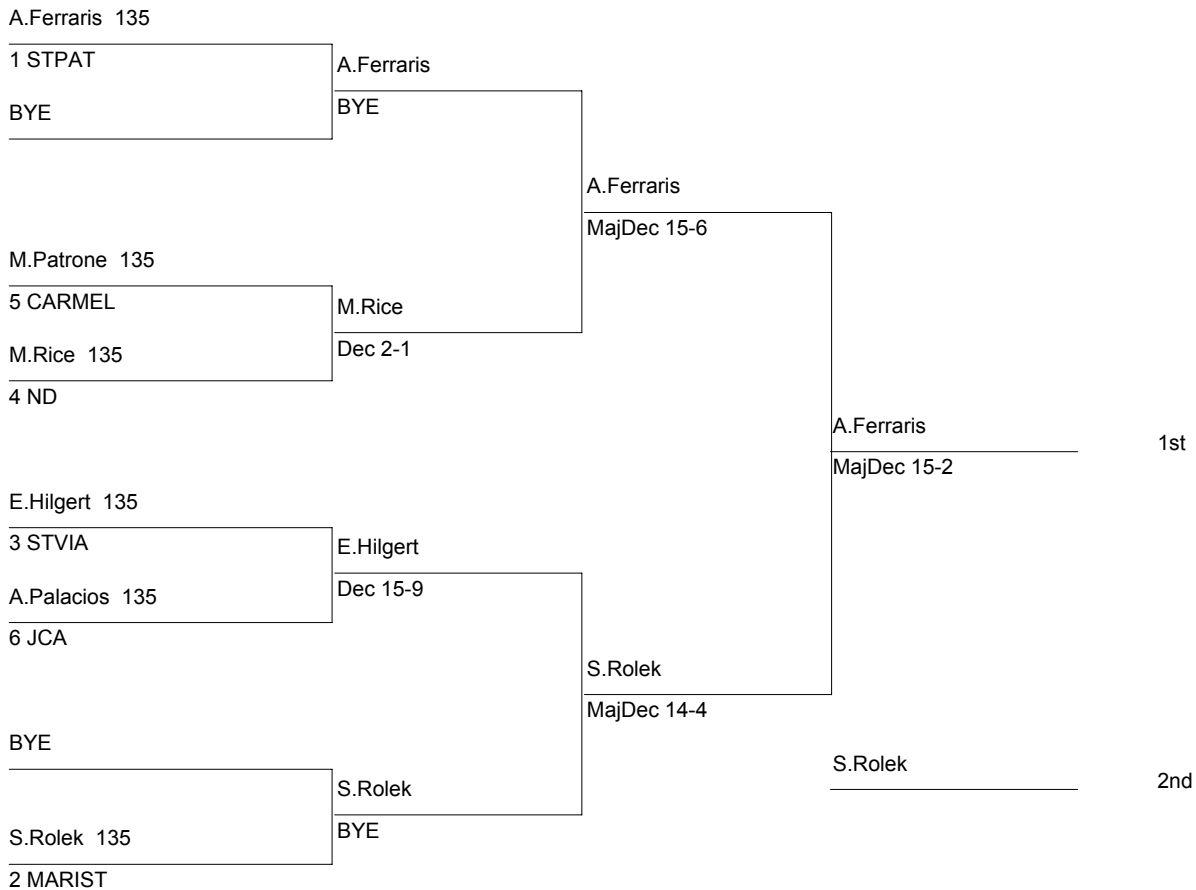 A.Ferraris 135
1 STPAT
BYE
A.Ferraris
BYE
A.Ferraris
MajDec 15-6
M.Patrone 135
5 CARMEL
M.Rice 135
4 ND
M.Rice
Dec 2-1
A.Ferraris
MajDec 15-2
1st
E.Hilgert 135
3 STVIA
A.Palacios 135
6 JCA
E.Hilgert
Dec 15-9
S.Rolek
MajDec 14-4
BYE
S.Rolek 135
2 MARIST
S.Rolek
BYE
S.Rolek
2nd